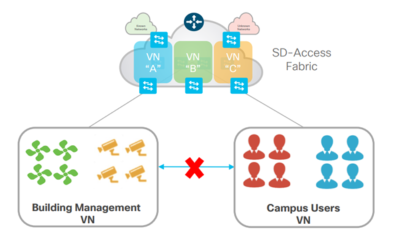 VN
"A"
VN
"B"
VN
"C"
SD-Access
Fabric
Building Management
VN
Campus Users
VN